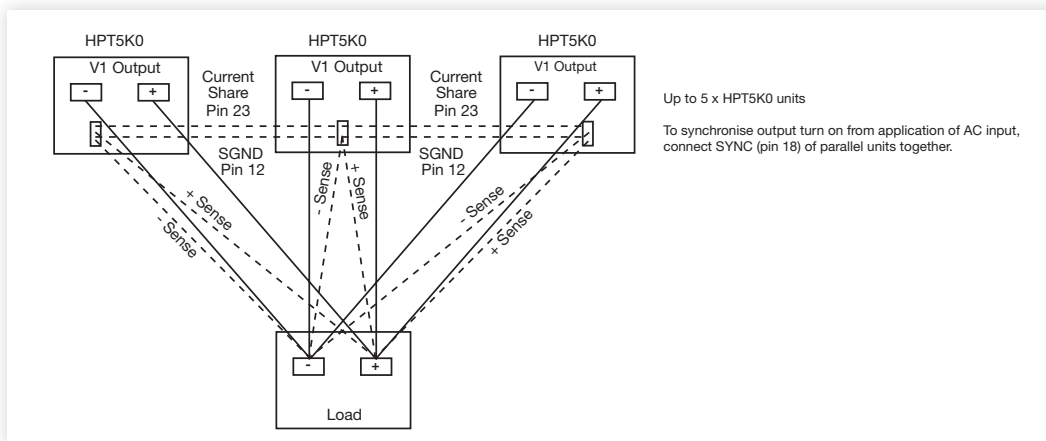 HPT5K0
HPT5K0
HPT5K0
V1 Output
V1 Output
V1 Output
-
+
-
+
-
+
Current
Share
Pin 23
Current
Share
Pin 23
SGND
Pin 12
SGND
Pin 12
+ Sense
- Sense
- Sense
+ Sense
- Sense
+ Sense
-
+
Load
Up to 5 x HPT5K0 units
To synchronise output turn on from application of AC input,
connect SYNC (pin 18) of parallel units together.